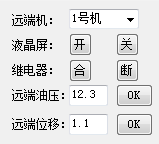 远端机： 1号机
液晶屏： 开 关
继电器： 合 断
远端油压： 12.3 OK
远端位移： 1.1 OK